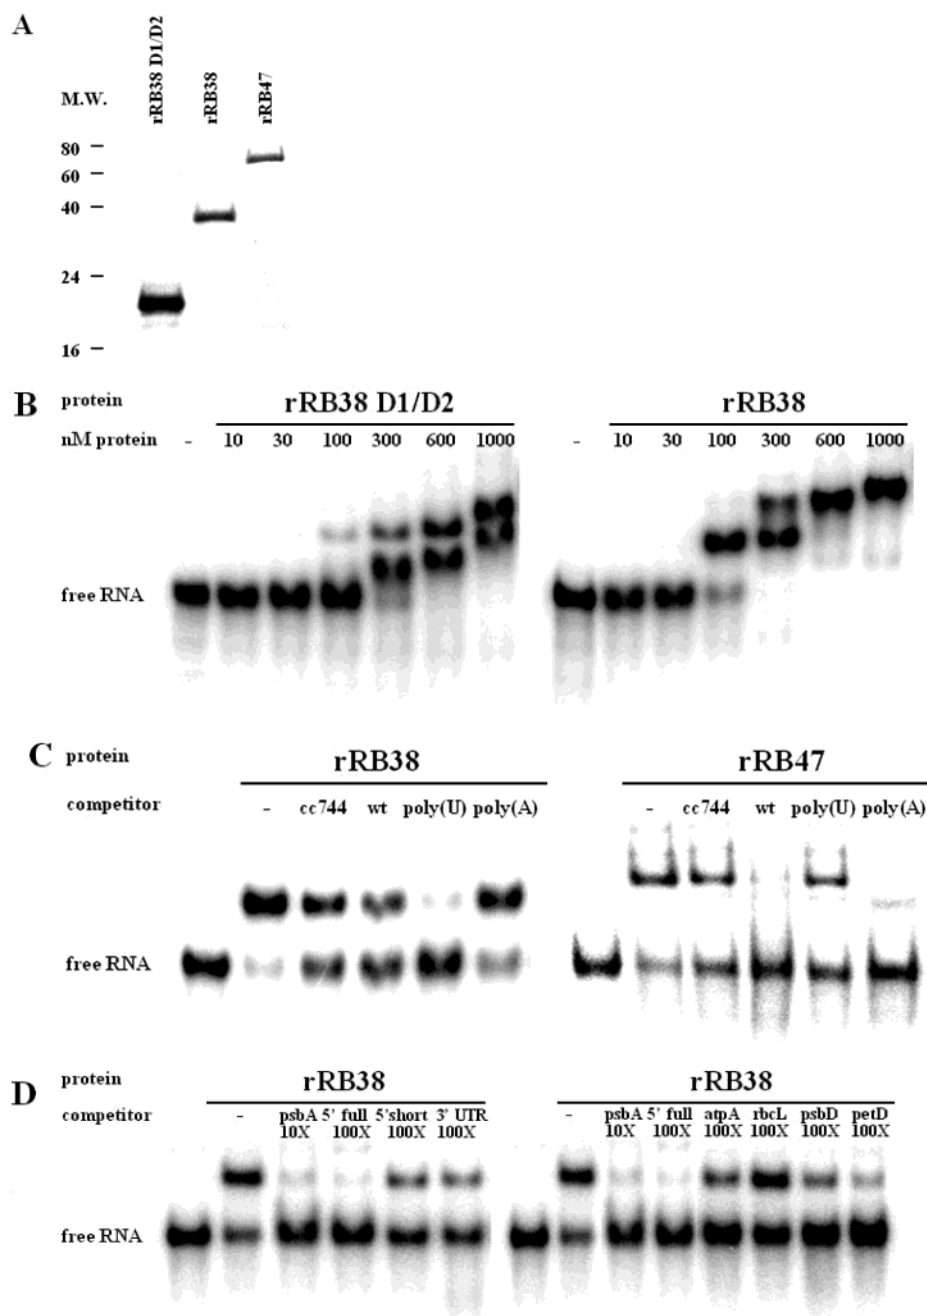 A
rRB38 D1/D2
rRB38
rRB47
M.W.
80
60
40
24
16
B
protein
rRB38 D1/D2
rRB38
nM protein
- 10 30 100 300 600 1000
- 10 30 100 300 600 1000
free RNA
C
protein
rRB38
rRB47
competitor
- cc744 wt poly(U) poly(A)
- cc744 wt poly(U) poly(A)
free RNA
D
protein
rRB38
rRB38
competitor
- psbA 5' full 5'short 3' UTR
10X 100X 100X 100X
- psbA 5' full atpA rbcL psbD petD
10X 100X 100X 100X 100X 100X
free RNA